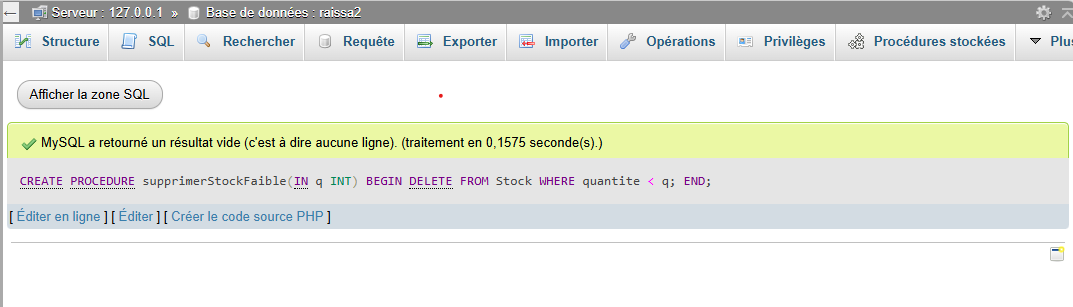 Serveur : 127.0.0.1 » Base de données : raissa2
Structure SQL Rechercher Requête Exporter Importer Opérations Privilèges Procédures stockées Plus
Afficher la zone SQL
MySQL a retourné un résultat vide (c'est à dire aucune ligne). (traitement en 0,1575 seconde(s).)
CREATE PROCEDURE supprimerStockFaible(IN q INT) BEGIN DELETE FROM Stock WHERE quantite < q; END;
[ Éditer en ligne ] [ Éditer ] [ Créer le code source PHP ]